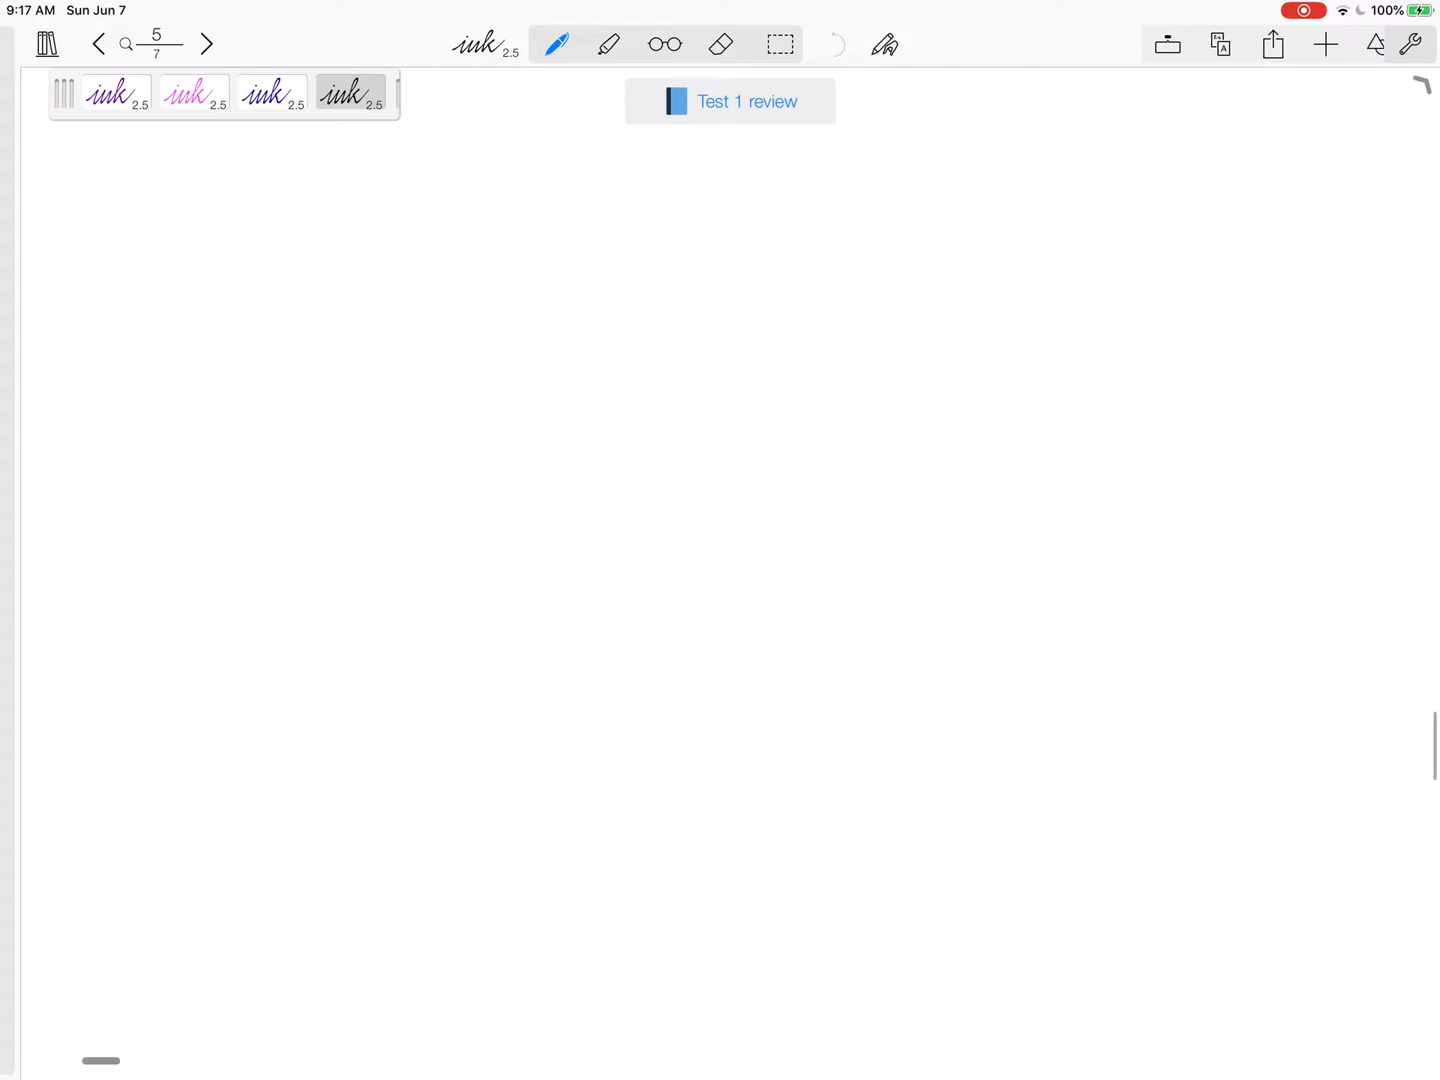 9:17 AM Sun Jun 7 100%
5
7
ink 2.5
ink 2.5 ink 2.5 ink 2.5 ink 2.5
Test 1 review